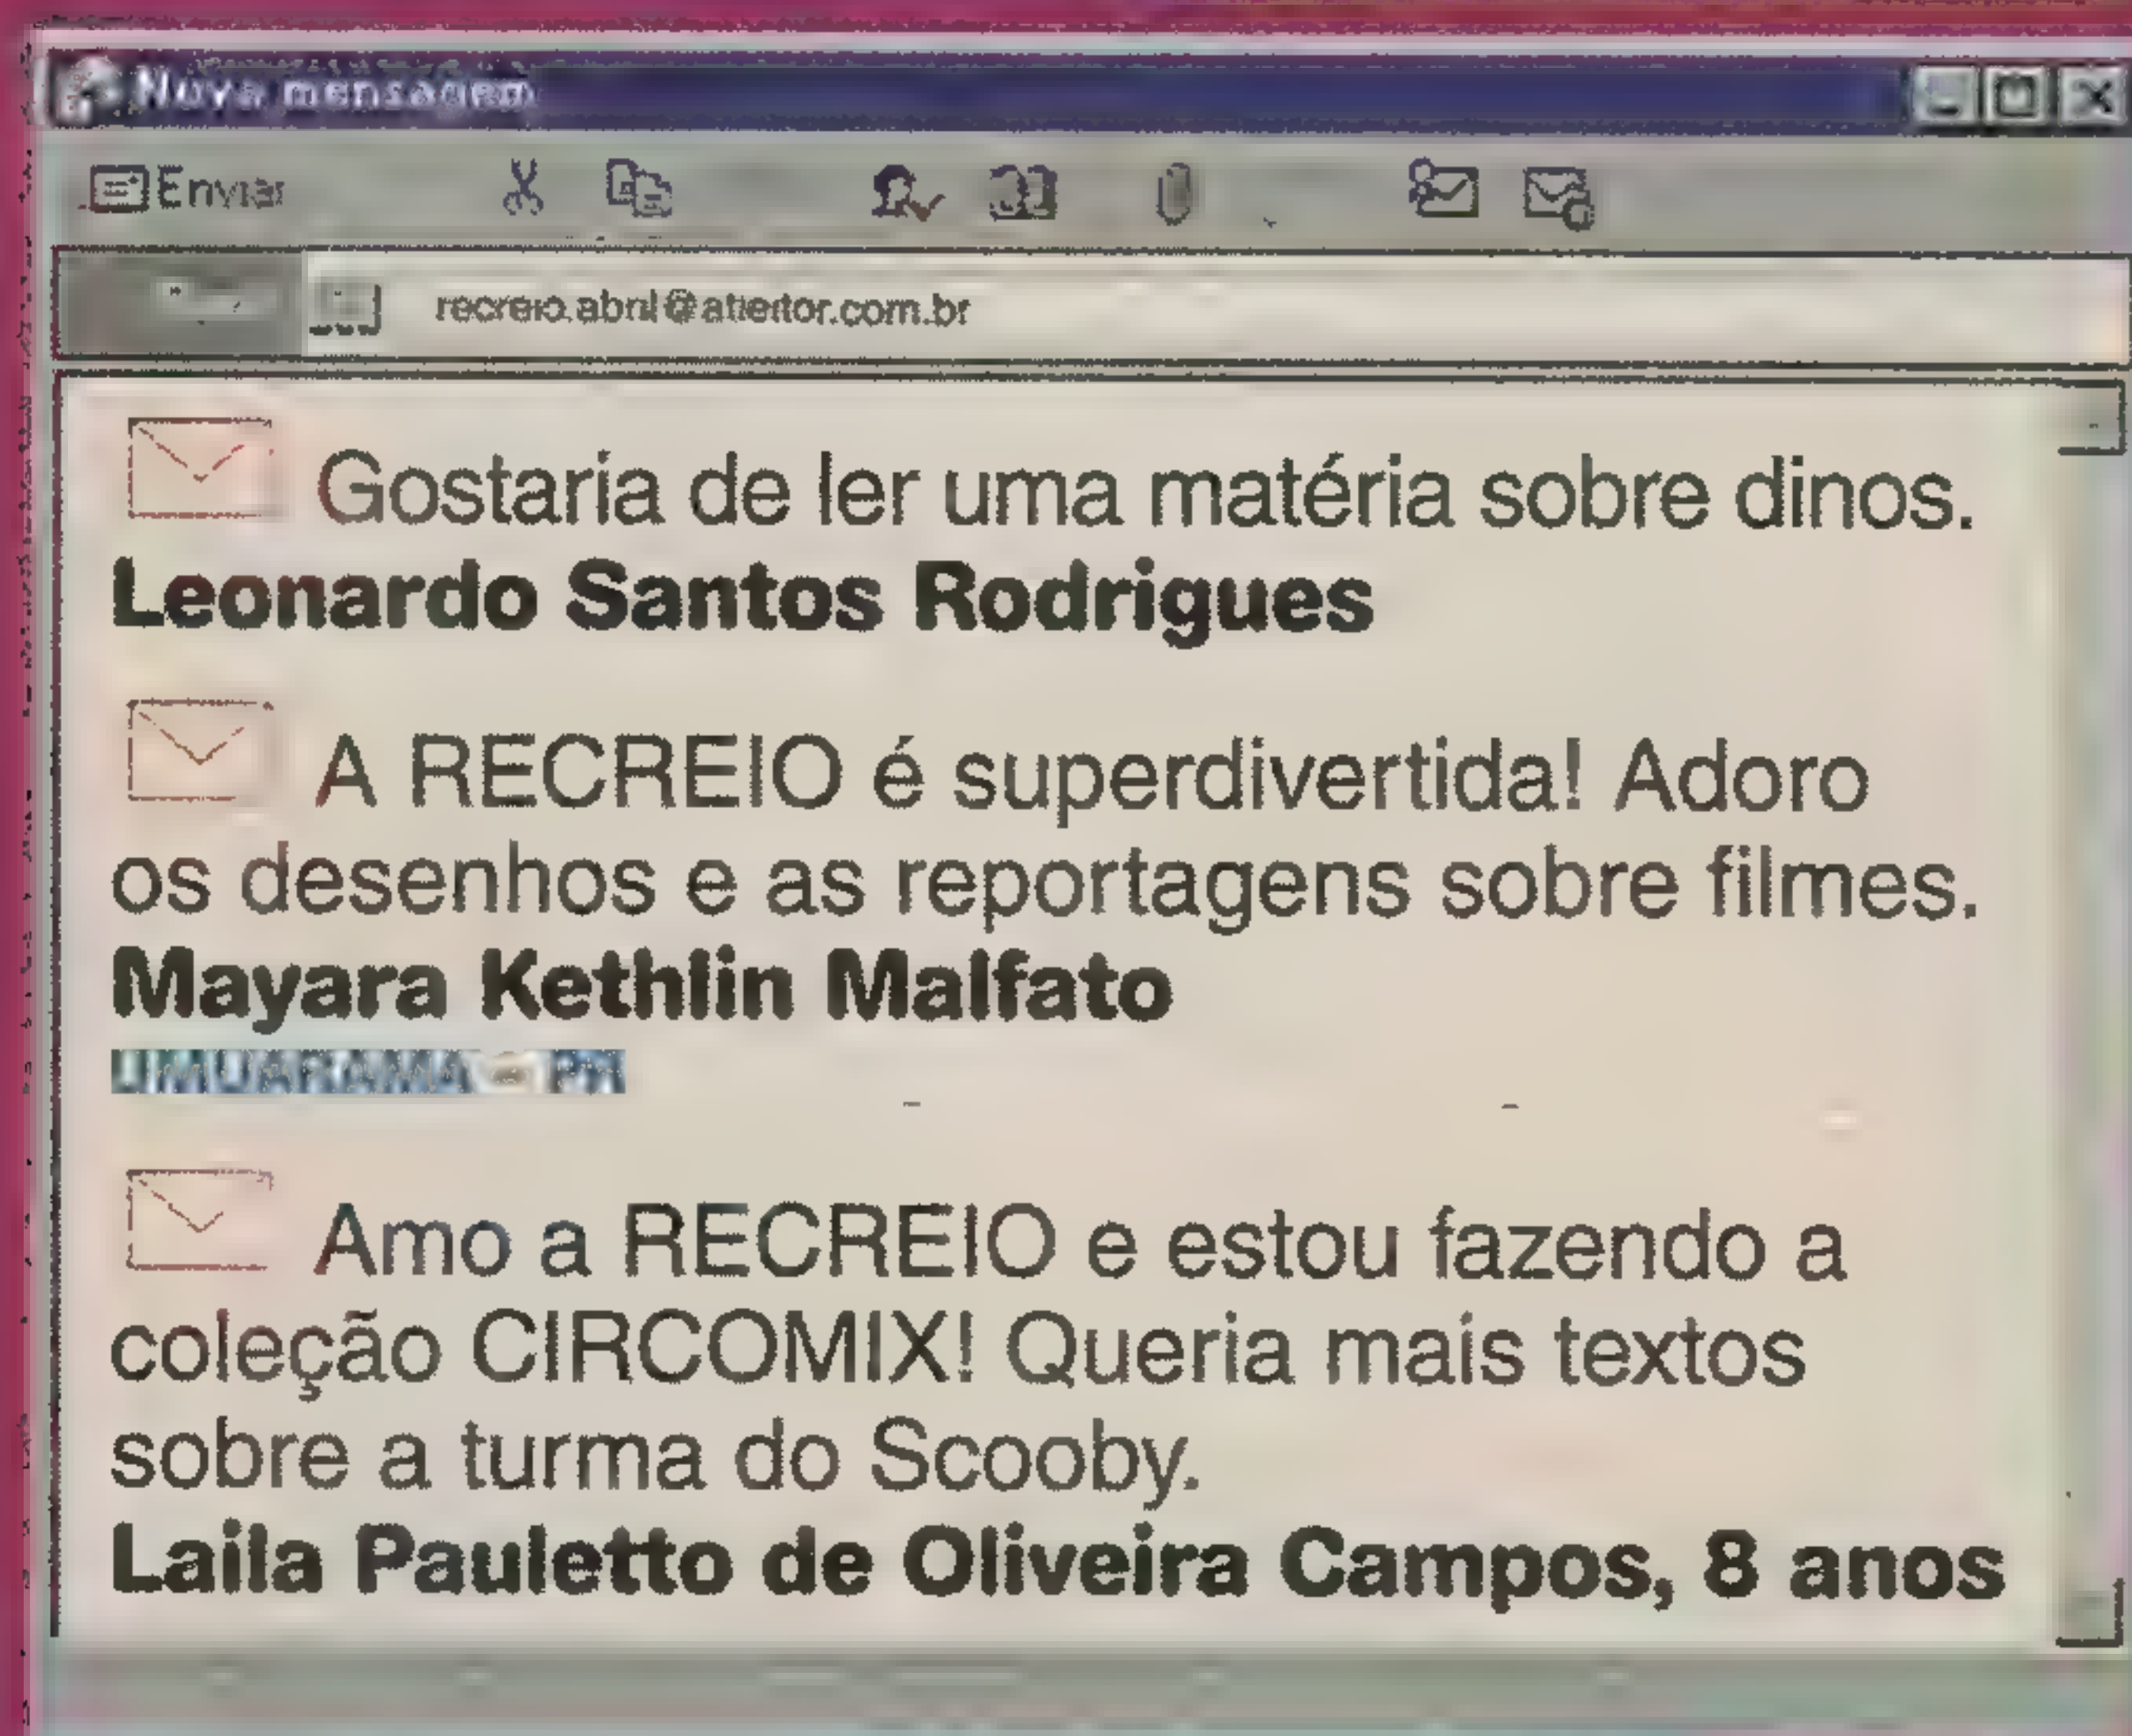 mensagem
Enviar
recreio.abril@atleitor.com.br
Gostaria de ler uma matéria sobre dinos.
Leonardo Santos Rodrigues
A RECREIO é superdivertida! Adoro
os desenhos e as reportagens sobre filmes.
Mayara Kethlin Malfato
UMUARAMA – PR
Amo a RECREIO e estou fazendo a
coleção CIRCOMIX! Queria mais textos
sobre a turma do Scooby.
Laila Pauletto de Oliveira Campos, 8 anos